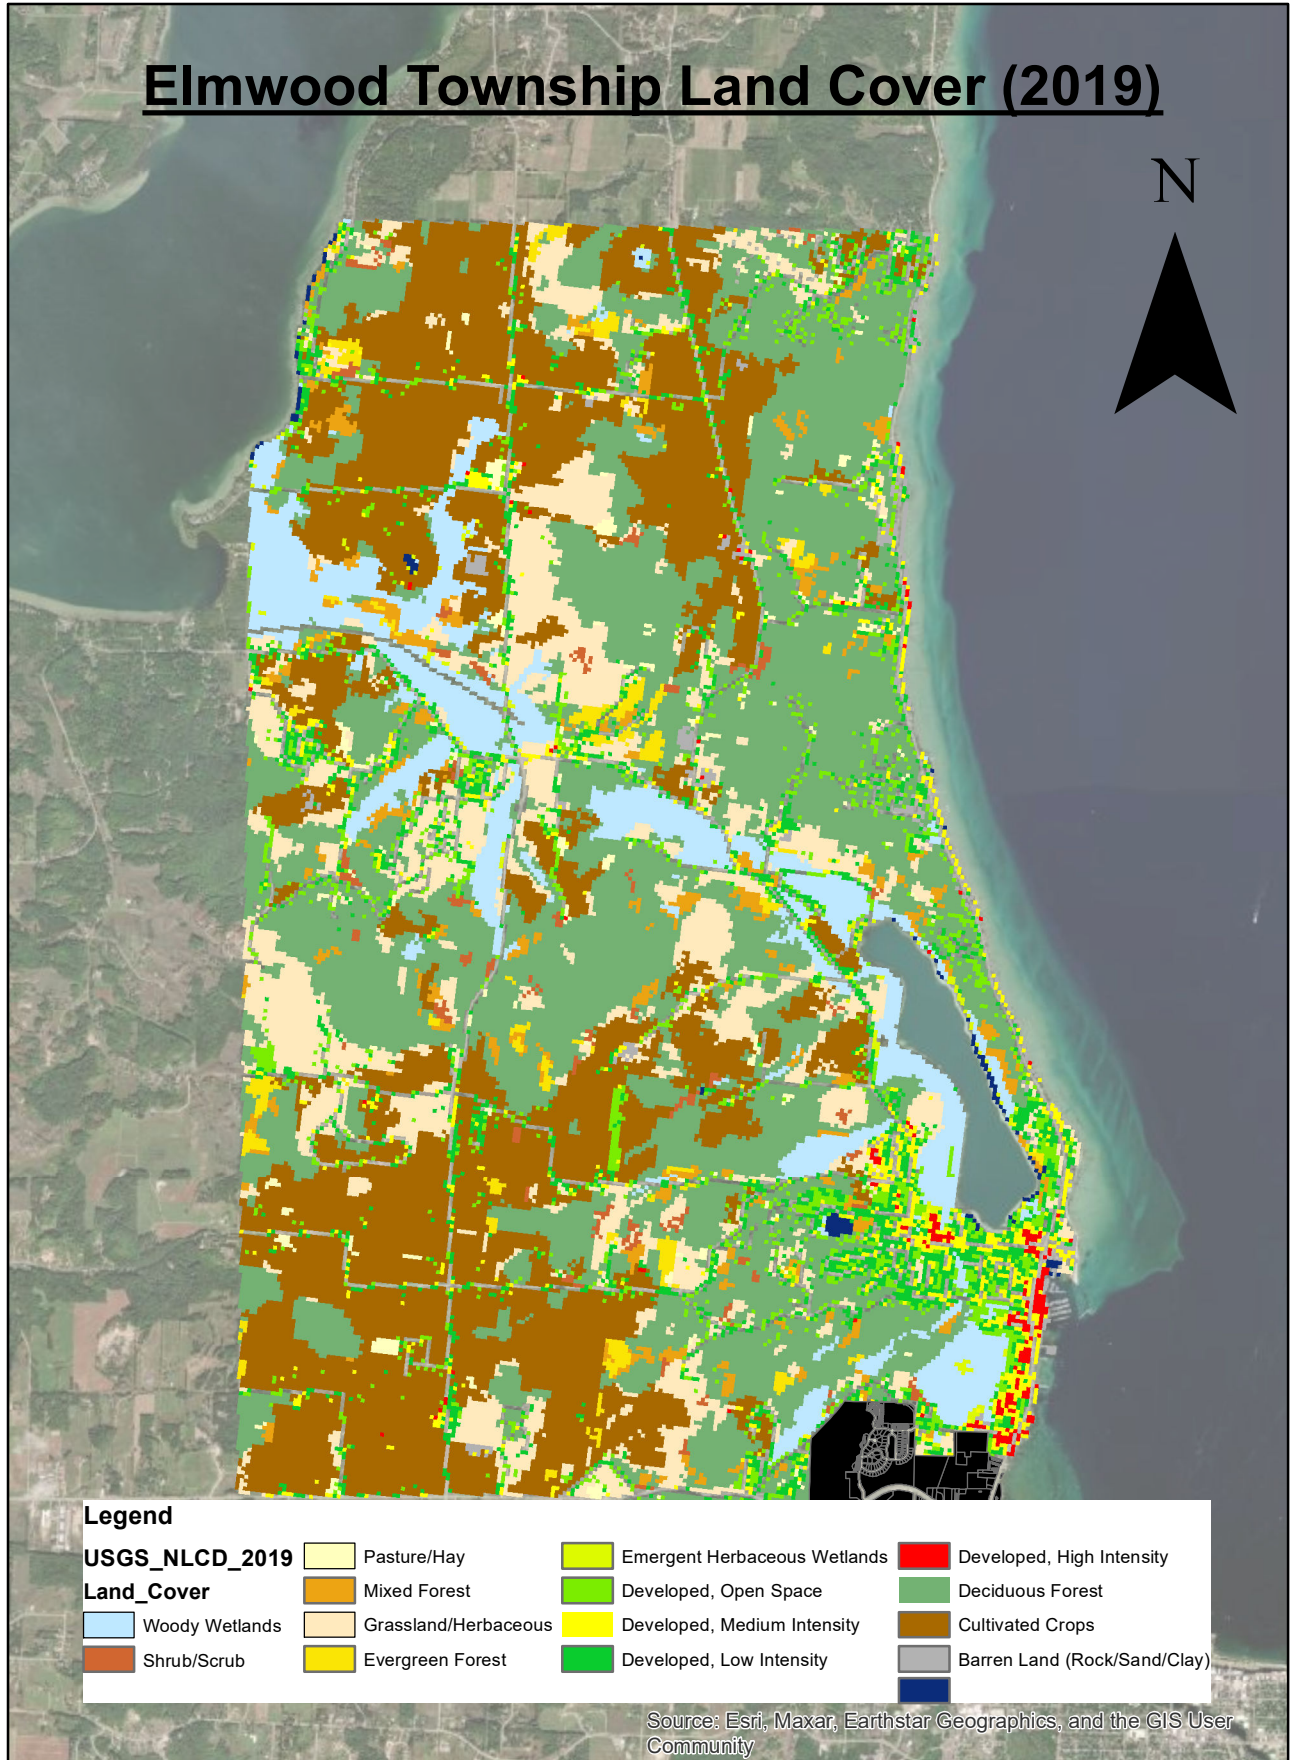 Elmwood Township Land Cover (2019)
N
Legend
USGS_NLCD_2019
Land_Cover
Woody Wetlands
Shrub/Scrub
Pasture/Hay
Mixed Forest
Grassland/Herbaceous
Evergreen Forest
Emergent Herbaceous Wetlands
Developed, Open Space
Developed, Medium Intensity
Developed, Low Intensity
Developed, High Intensity
Deciduous Forest
Cultivated Crops
Barren Land (Rock/Sand/Clay)
Source: Esri, Maxar, Earthstar Geographics, and the GIS User
Community